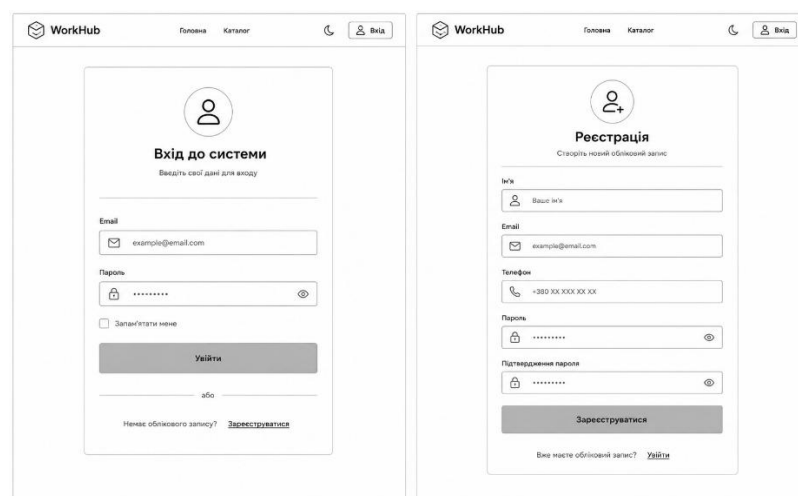 WorkHub
Головна Каталог
Вхід
Вхід до системи
Введіть свої дані для входу
Email
example@email.com
Пароль
•••••••••
Запам'ятати мене
Увійти
або
Немає облікового запису? Зареєструватися
WorkHub
Головна Каталог
Вхід
Реєстрація
Створіть новий обліковий запис
Ім'я
Ваше ім'я
Email
example@email.com
Телефон
+380 XX XXX XX XX
Пароль
•••••••••
Підтвердження пароля
•••••••••
Зареєструватися
Вже маєте обліковий запис? Увійти